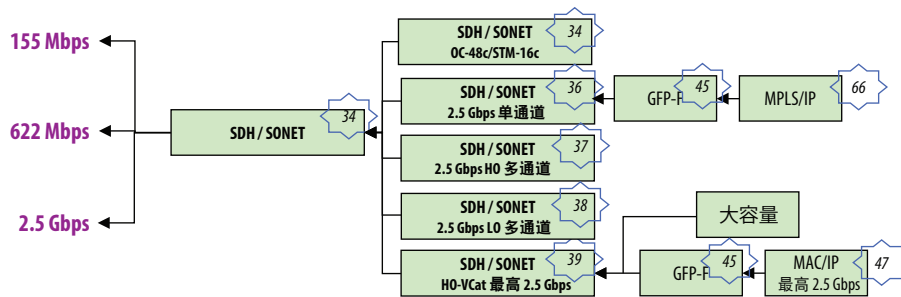 155 Mbps
622 Mbps
2.5 Gbps
SDH / SONET
34
SDH / SONET
OC-48c/STM-16c
34
SDH / SONET
2.5 Gbps 单通道
36
GFP-F
45
MPLS/IP
66
SDH / SONET
2.5 Gbps HO 多通道
37
SDH / SONET
2.5 Gbps LO 多通道
38
大容量
SDH / SONET
HO-VCat 最高 2.5 Gbps
39
GFP-F
45
MAC/IP
最高 2.5 Gbps
47